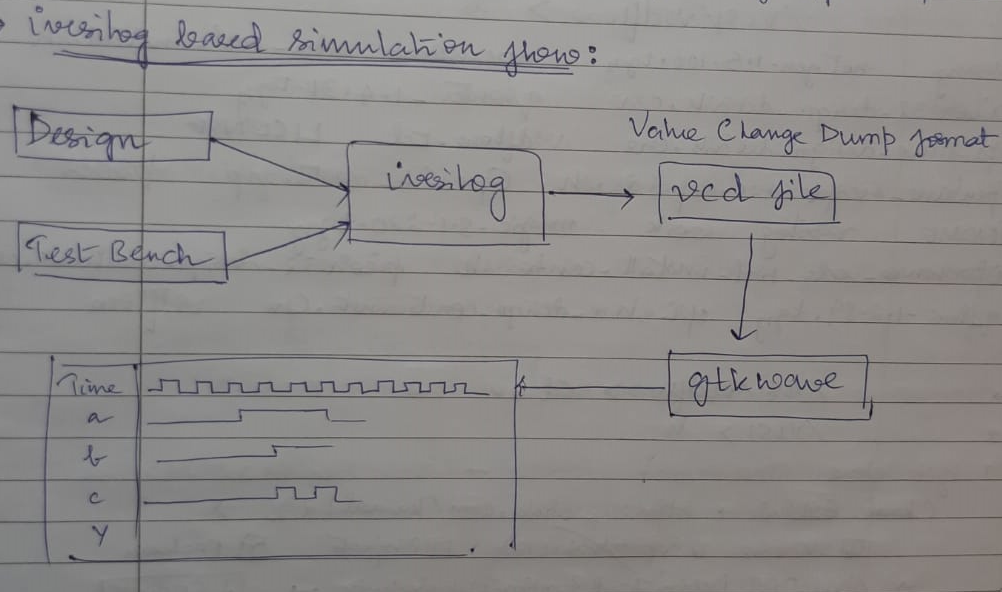 iverilog based simulation flow:
Design
Value Change Dump format
iverilog
vcd file
Test Bench
Time
gtkwave
a
b
c
Y